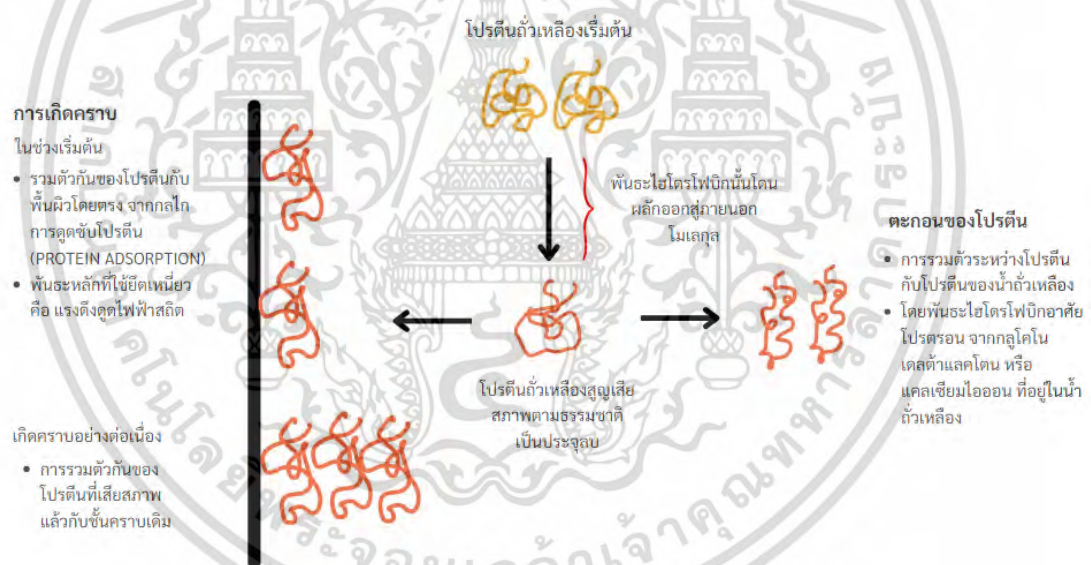 โปรตีนถั่วเหลืองเริ่มต้น
การเกิดคราบ
ในช่วงเริ่มต้น
• รวมตัวกันของโปรตีนกับ
พื้นผิวโดยตรง จากกลไก
การดูดซับโปรตีน
(PROTEIN ADSORPTION)
• พันธะหลักที่ใช้ยึดเหนี่ยว
คือ แรงดึงดูดไฟฟ้าสถิต
เกิดคราบอย่างต่อเนื่อง
• การรวมตัวกันของ
โปรตีนที่เสียสภาพ
แล้วกับชั้นคราบเดิม
พันธะไฮโดรโฟบิกนั้นโดน
ผลักออกสู่ภายนอก
โมเลกุล
โปรตีนถั่วเหลืองสูญเสีย
สภาพตามธรรมชาติ
เป็นประจุลบ
ตะกอนของโปรตีน
• การรวมตัวระหว่างโปรตีน
กับโปรตีนของน้ำถั่วเหลือง
• โดยพันธะไฮโดรโฟบิกอาศัย
โปรตรอน จากกลูโคโน
เดลต้าแลคโตน หรือ
แคลเซียมไอออน ที่อยู่ในน้ำ
ถั่วเหลือง